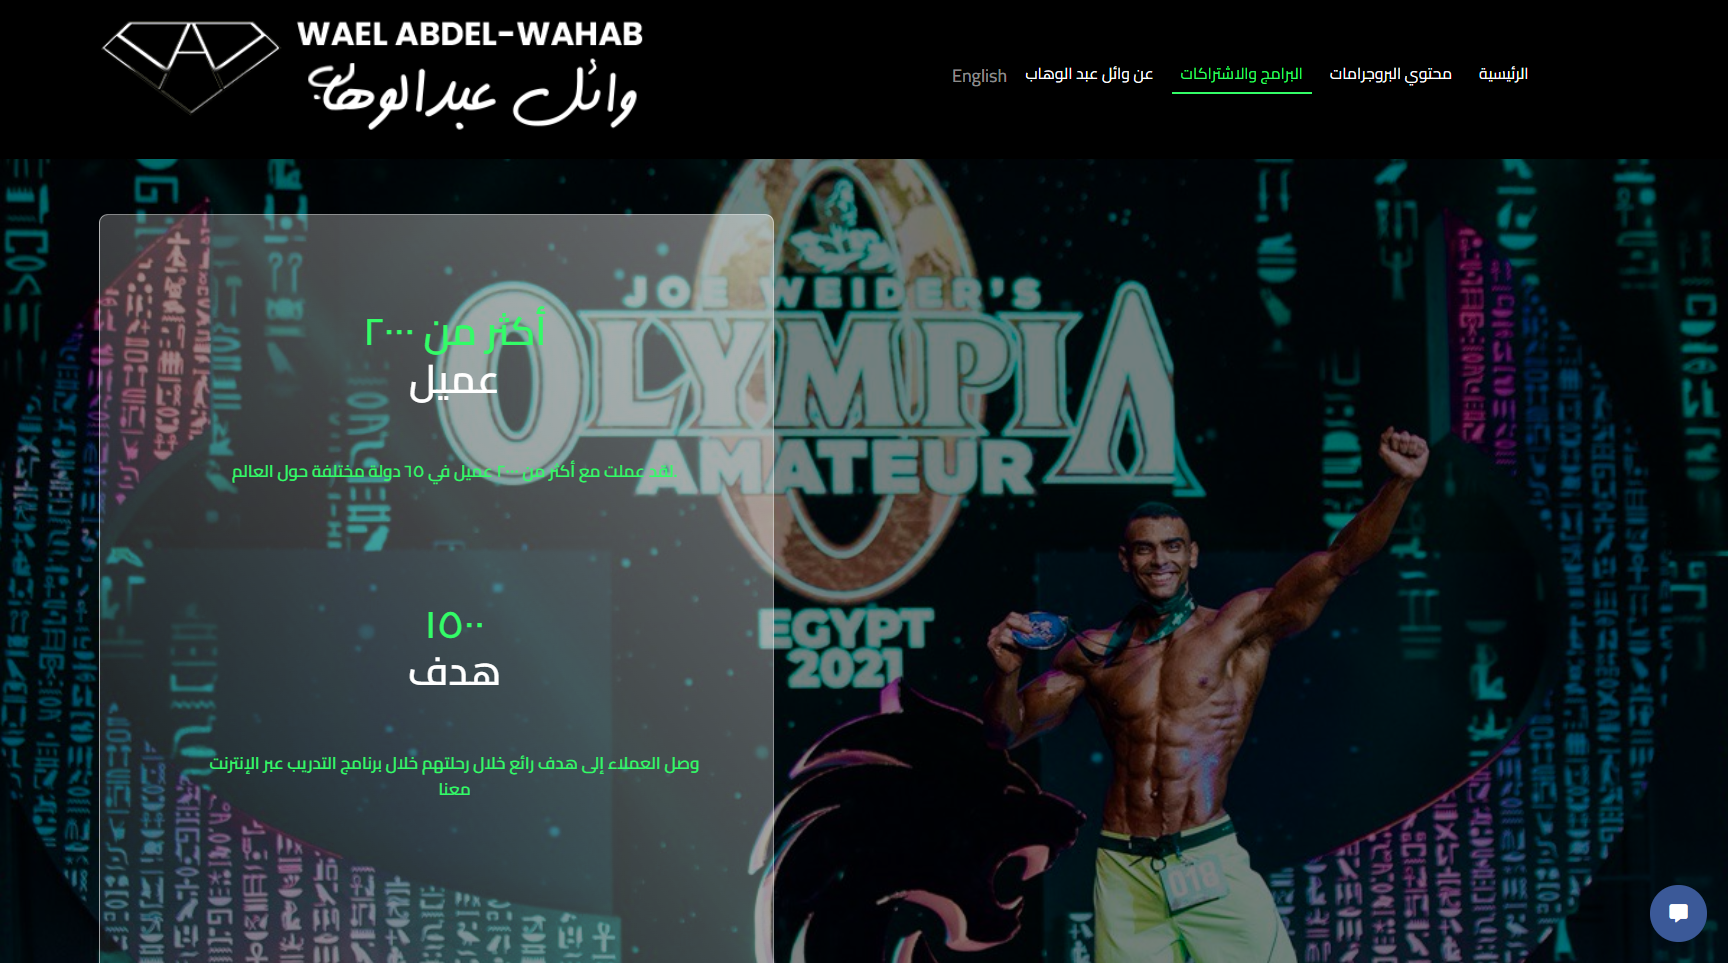 WAEL ABDEL-WAHAB
وائل عبدالوهاب
الرئيسية
محتوي البروجرامات
البرامج والاشتراكات
عن وائل عبد الوهاب
English
أكثر من ٢٠٠٠
عميل
لقد عملت مع أكثر من ٢٠٠٠ عميل في ٦٥ دولة مختلفة حول العالم
١٥٠٠
هدف
وصل العملاء إلى هدف رائع خلال رحلتهم خلال برنامج التدريب عبر الإنترنت
معنا
JOE WEIDER'S
OLYMPIA
AMATEUR
EGYPT
2021
018